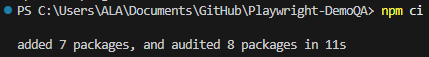 PS C:\Users\ALA\Documents\GitHub\Playwright-DemoQA> npm ci
added 7 packages, and audited 8 packages in 11s